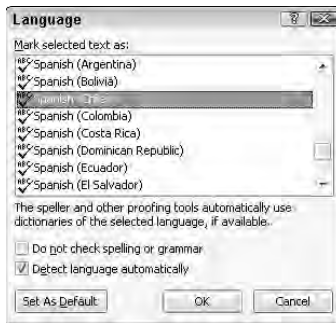 Language
Mark selected text as:
Spanish (Argentina)
Spanish (Bolivia)
Spanish (Chile)
Spanish (Colombia)
Spanish (Costa Rica)
Spanish (Dominican Republic)
Spanish (Ecuador)
Spanish (El Salvador)
The speller and other proofing tools automatically use
dictionaries of the selected language, if available.
Do not check spelling or grammar
Detect language automatically
Set As Default OK Cancel